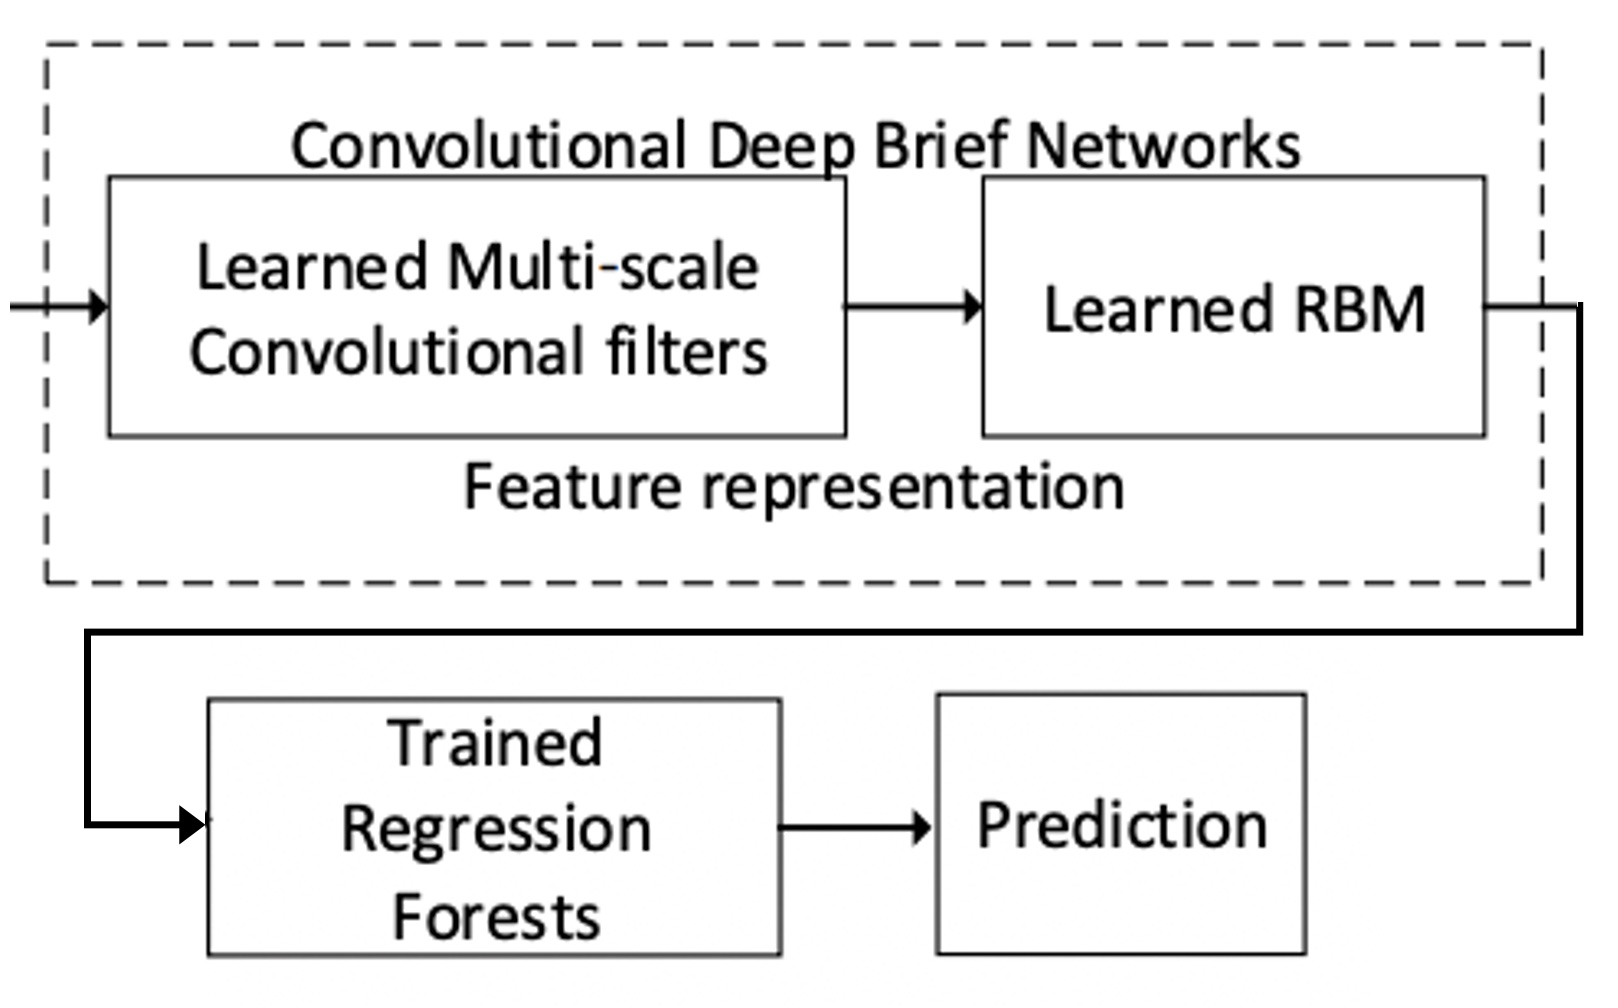 Convolutional Deep Brief Networks
Learned Multi-scale
Convolutional filters
Learned RBM
Feature representation
Trained
Regression
Forests
Prediction